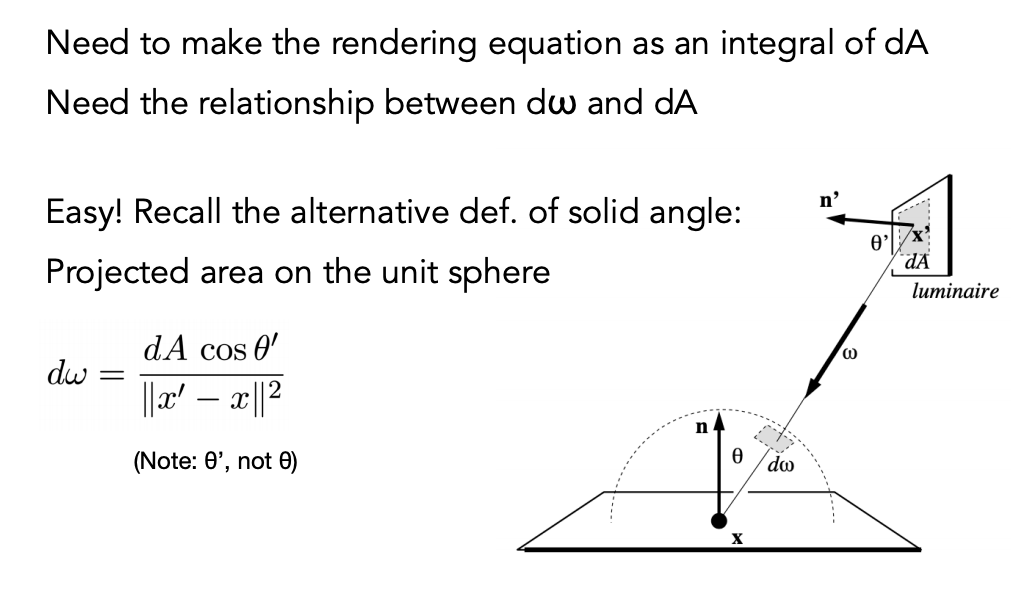 Need to make the rendering equation as an integral of dA
Need the relationship between dω and dA
Easy! Recall the alternative def. of solid angle:
Projected area on the unit sphere
dω = dA cos θ′ / ||x′ − x||²
(Note: θ’, not θ)
n’
θ’
x’
dA
luminaire
ω
n
θ
dω
x